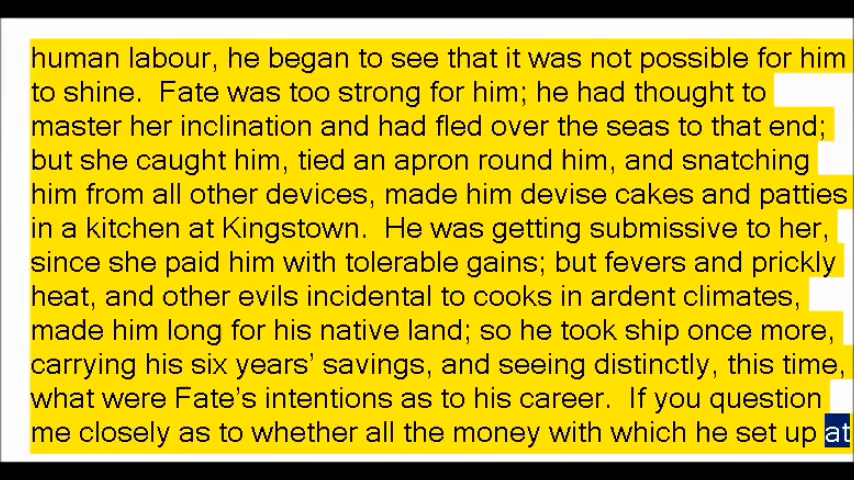 human labour, he began to see that it was not possible for him
to shine.  Fate was too strong for him; he had thought to
master her inclination and had fled over the seas to that end;
but she caught him, tied an apron round him, and snatching
him from all other devices, made him devise cakes and patties
in a kitchen at Kingstown.  He was getting submissive to her,
since she paid him with tolerable gains; but fevers and prickly
heat, and other evils incidental to cooks in ardent climates,
made him long for his native land; so he took ship once more,
carrying his six years’ savings, and seeing distinctly, this time,
what were Fate’s intentions as to his career.  If you question
me closely as to whether all the money with which he set up at